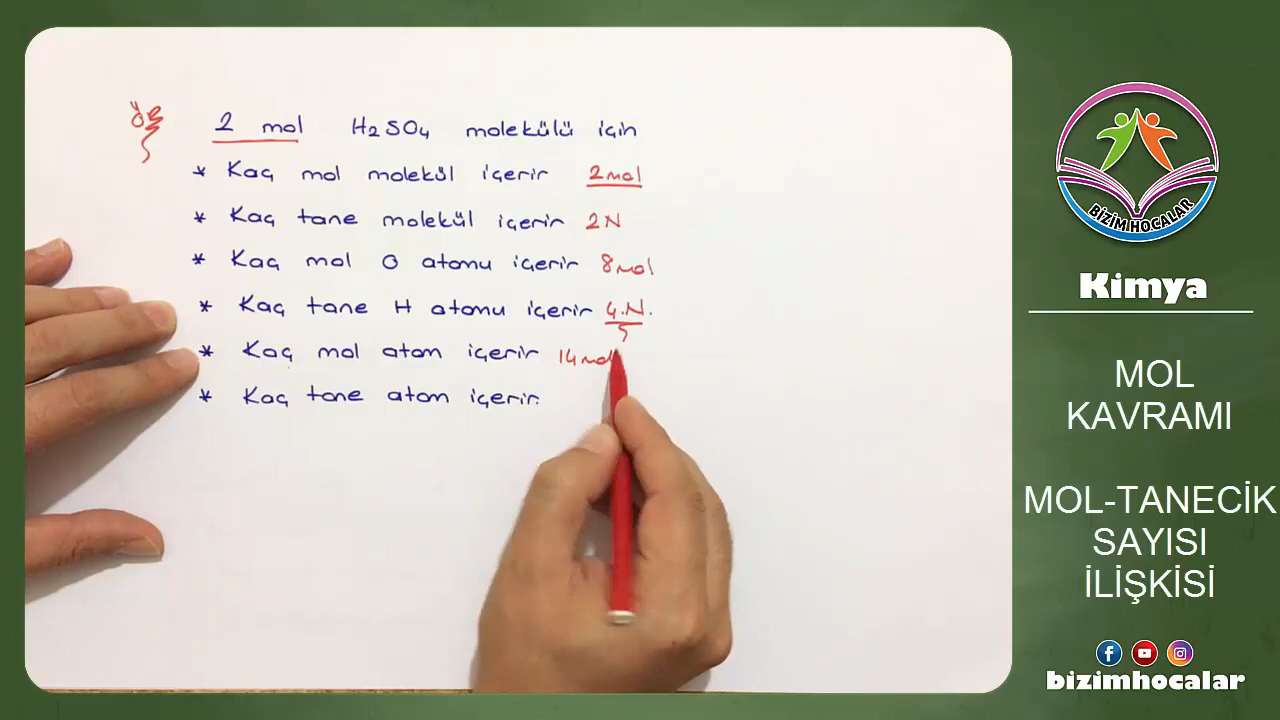 ÖR
2 mol H2SO4 molekülü için
* Kaç mol molekül içerir 2mol
* Kaç tane molekül içerir 2N
* Kaç mol O atomu içerir 8mol
* Kaç tane H atomu içerir 4.N.
* Kaç mol atom içerir 14mol
* Kaç tane atom içerir.
BİZİM HOCALAR
Kimya
MOL
KAVRAMI
MOL-TANECİK
SAYISI
İLİŞKİSİ
bizimhocalar